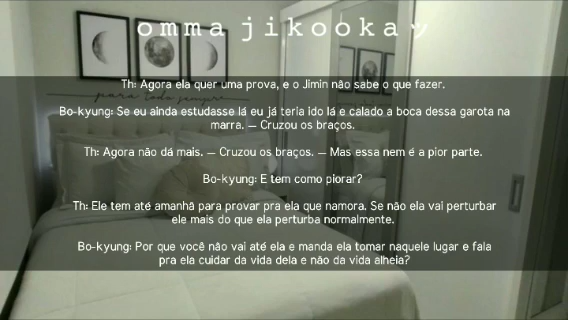 omma jikookay
para todo sempre
Th: Agora ela quer uma prova, e o Jimin não sabe o que fazer.
Bo-kyung: Se eu ainda estudasse lá eu já teria ido lá e calado a boca dessa garota na
marra. — Cruzou os braços.
Th: Agora não dá mais. — Cruzou os braços. — Mas essa nem é a pior parte.
Bo-kyung: E tem como piorar?
Th: Ele tem até amanhã para provar pra ela que namora. Se não ela vai perturbar
ele mais do que ela perturba normalmente.
Bo-kyung: Por que você não vai até ela e manda ela tomar naquele lugar e fala
pra ela cuidar da vida dela e não da vida alheia?